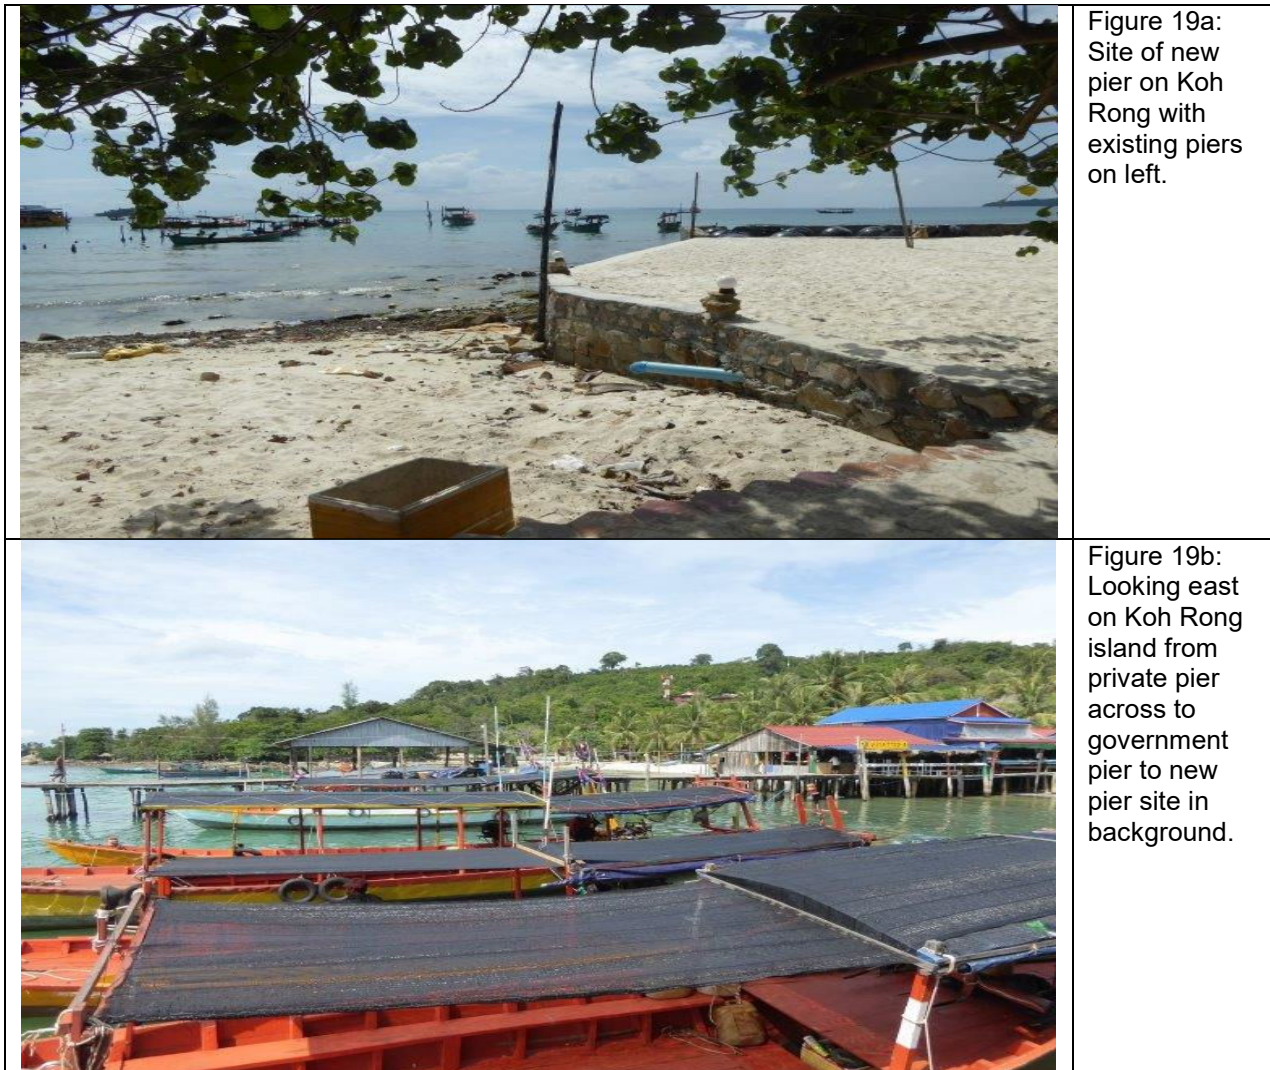 Figure 19a:
Site of new
pier on Koh
Rong with
existing piers
on left.
Figure 19b:
Looking east
on Koh Rong
island from
private pier
across to
government
pier to new
pier site in
background.